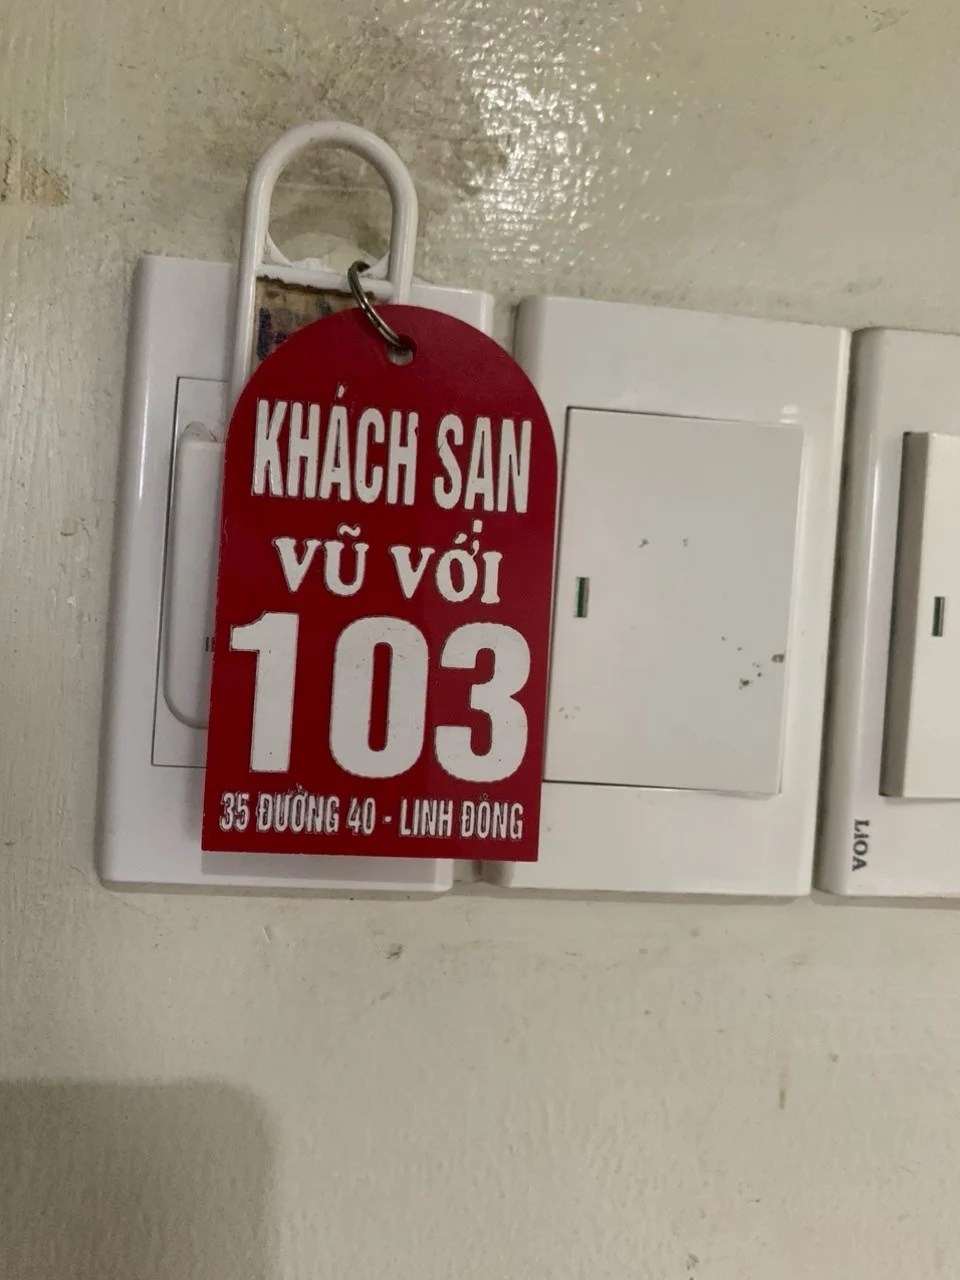 KHÁCH SẠN
VŨ VỚI
103
35 ĐƯỜNG 40 - LINH ĐÔNG
LiOA